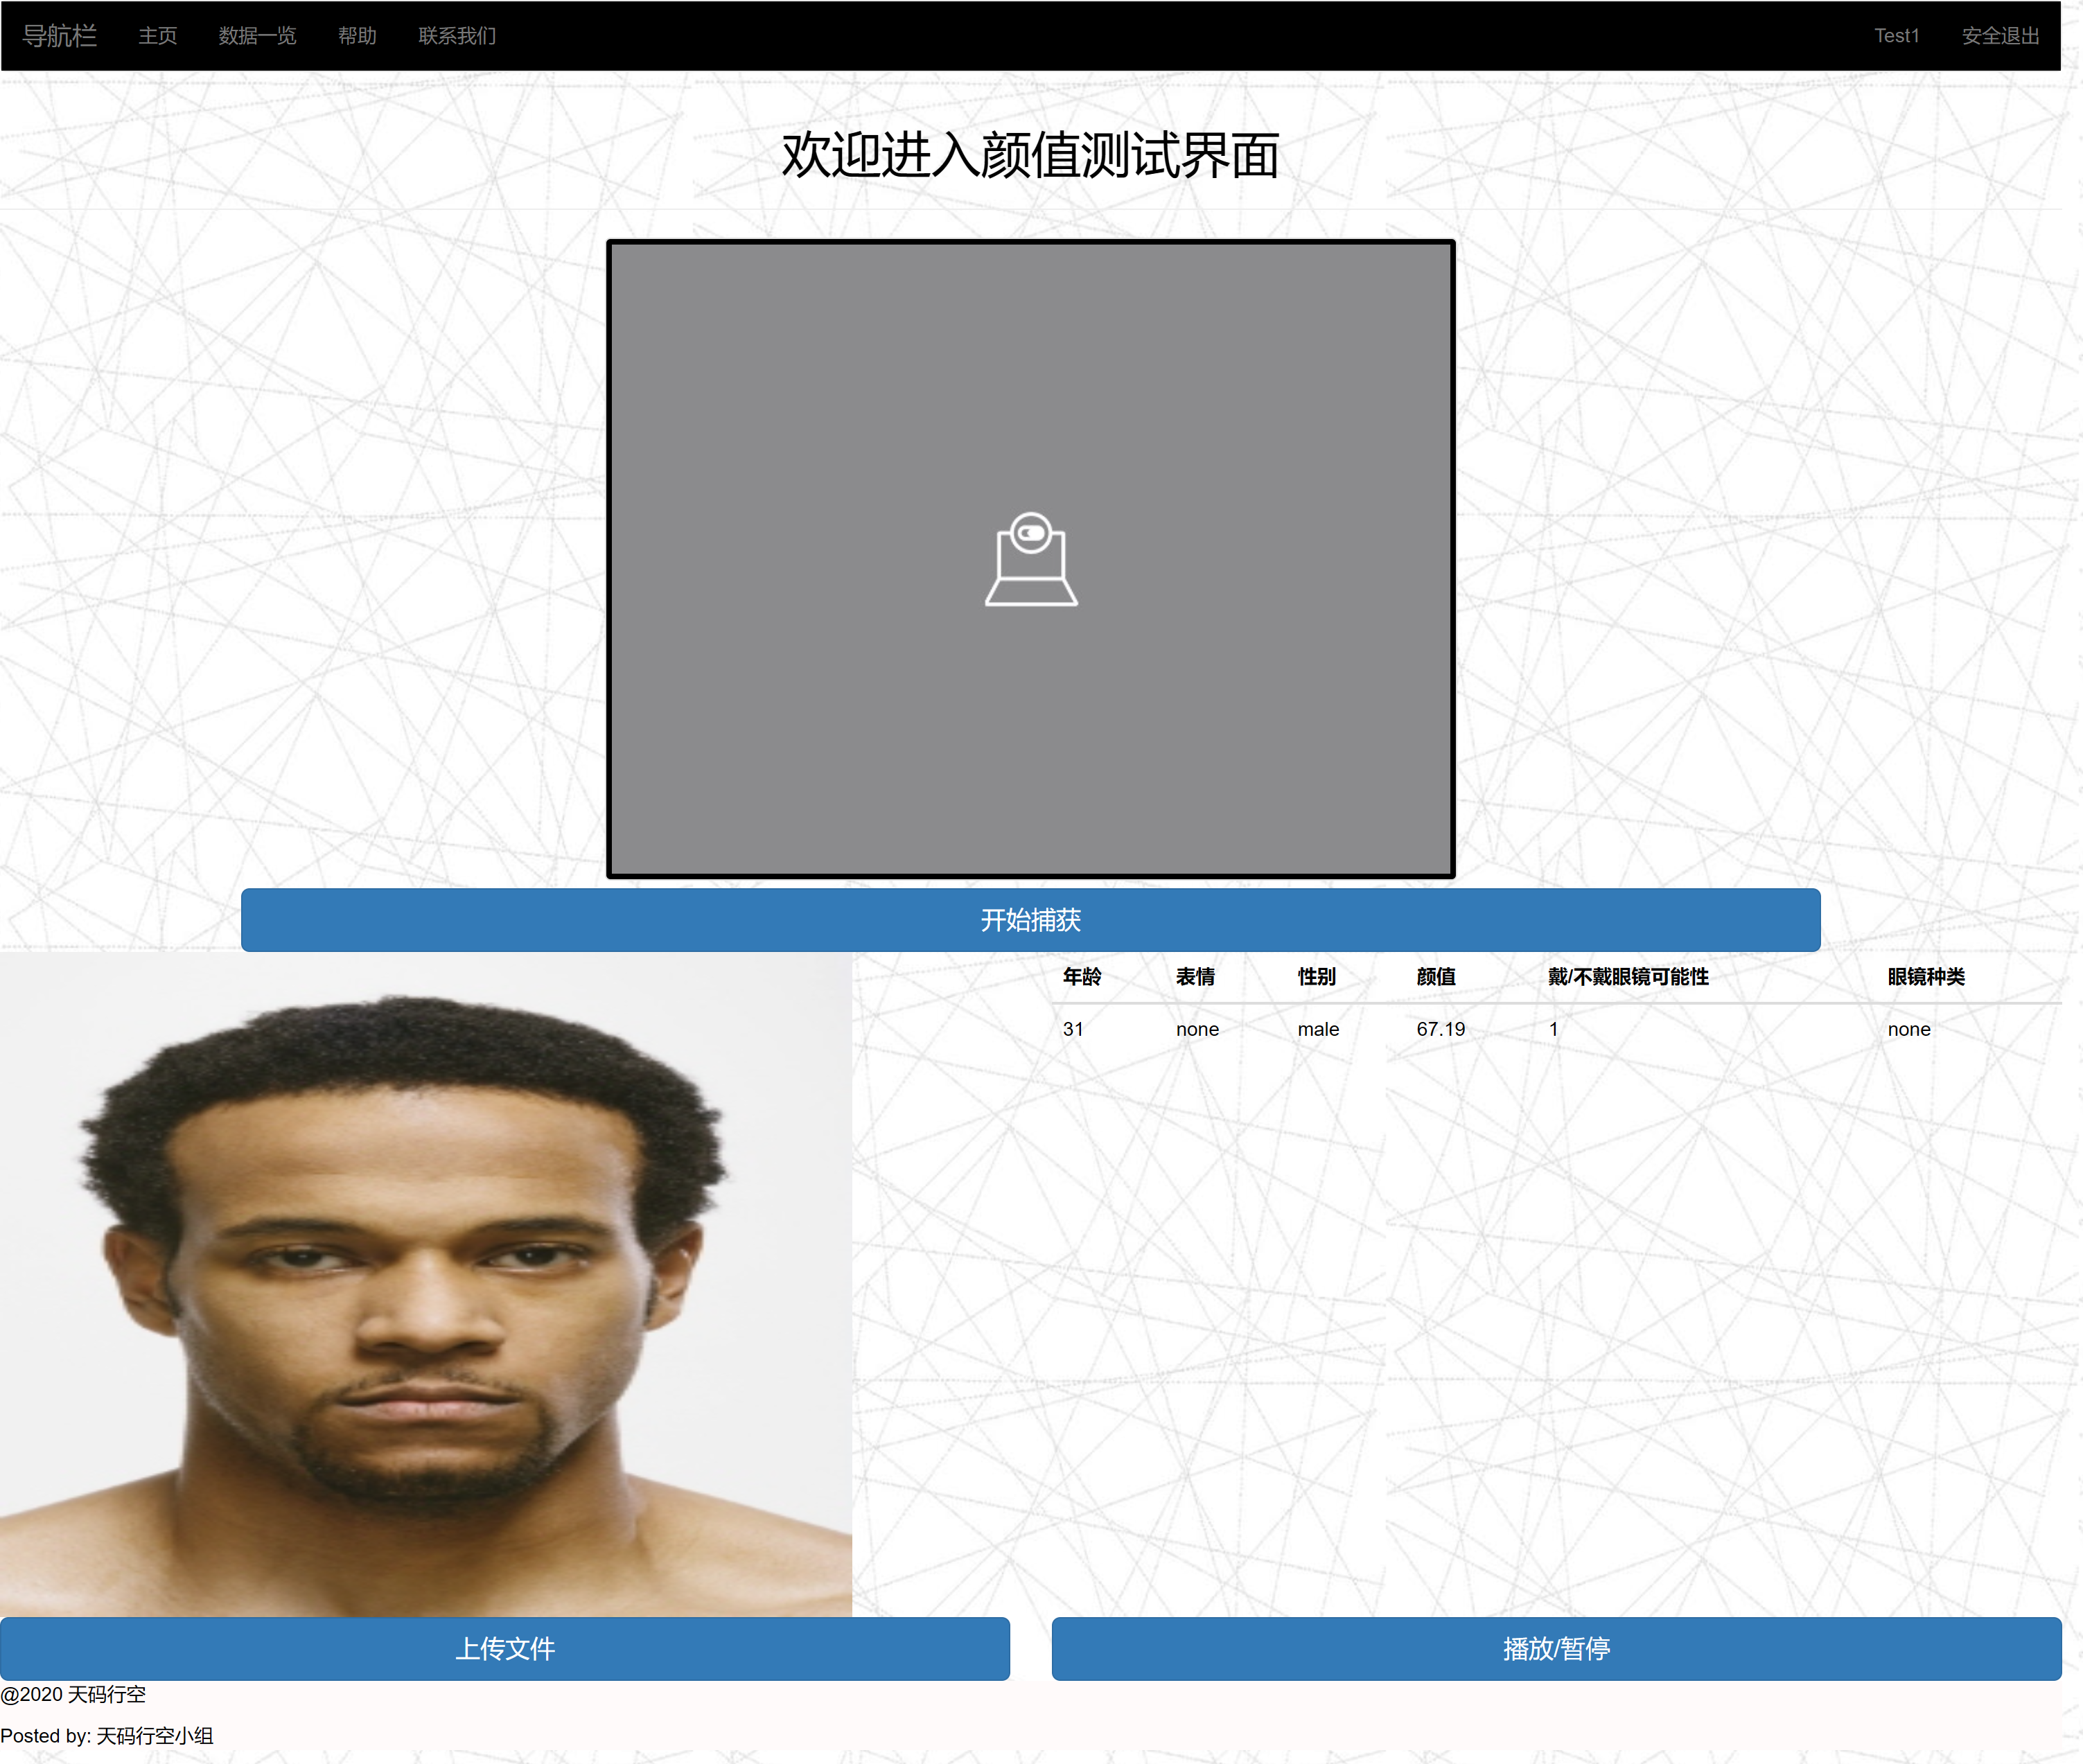 导航栏 主页 数据一览 帮助 联系我们 Test1 安全退出
欢迎进入颜值测试界面
开始捕获
年龄 表情 性别 颜值 戴/不戴眼镜可能性 眼镜种类
31 none male 67.19 1 none
上传文件 播放/暂停
@2020 天码行空
Posted by: 天码行空小组